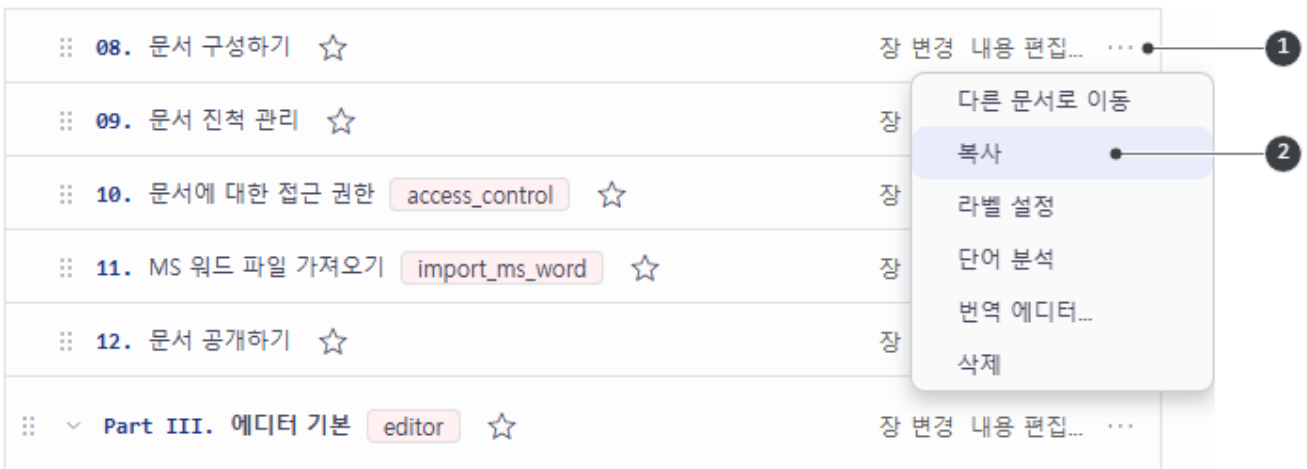 08. 문서 구성하기 장 변경 내용 편집... ... 1
다른 문서로 이동
09. 문서 진척 관리 장
복사 2
10. 문서에 대한 접근 권한 access_control 장
라벨 설정
11. MS 워드 파일 가져오기 import_ms_word 장
단어 분석
번역 에디터...
12. 문서 공개하기 장
삭제
Part III. 에디터 기본 editor 장 변경 내용 편집... ...